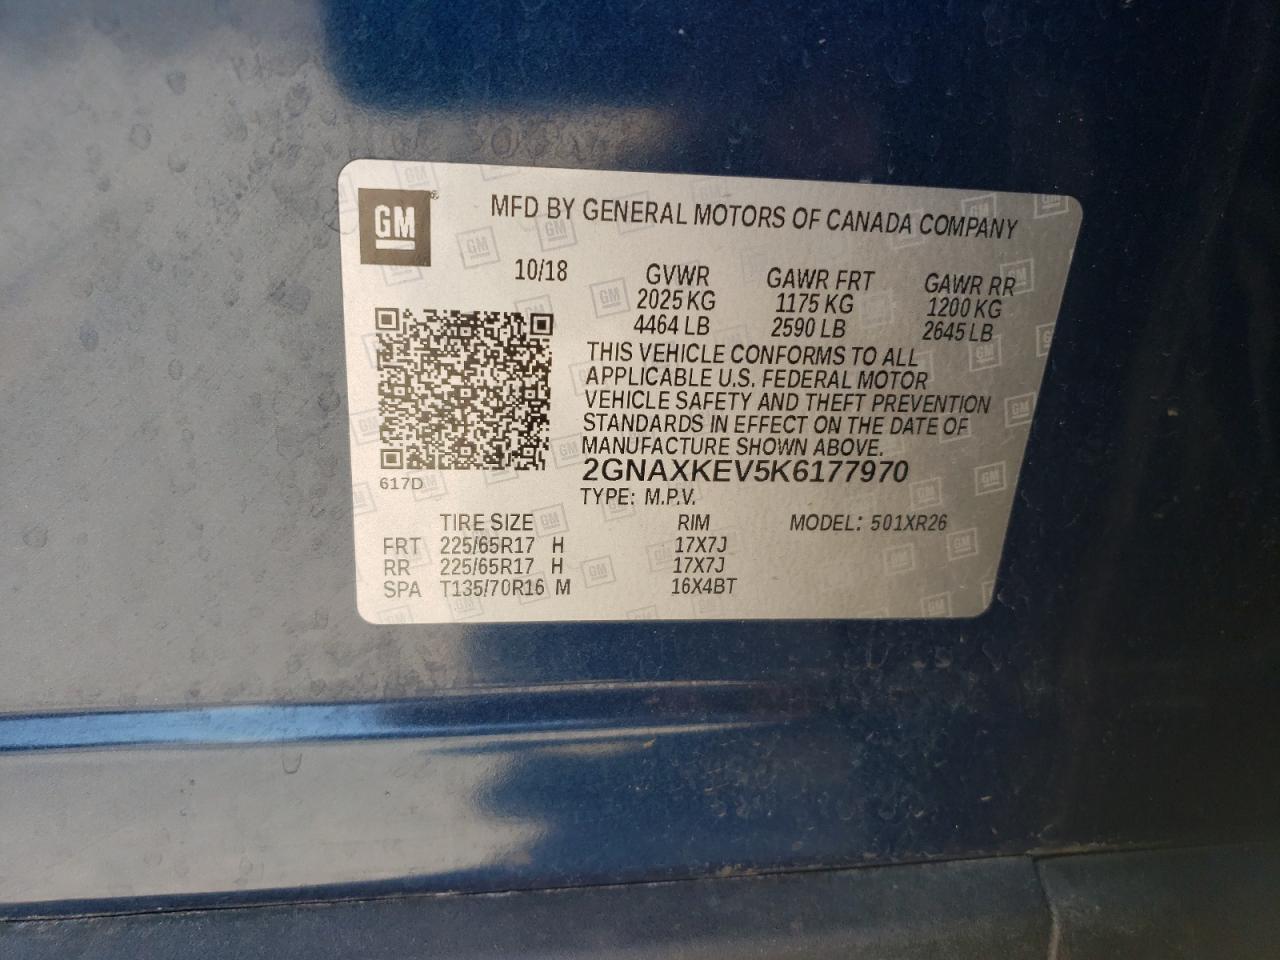 GM
MFD BY GENERAL MOTORS OF CANADA COMPANY
10/18 GVWR GAWR FRT GAWR RR
2025 KG 1175 KG 1200 KG
4464 LB 2590 LB 2645 LB
THIS VEHICLE CONFORMS TO ALL
APPLICABLE U.S. FEDERAL MOTOR
VEHICLE SAFETY AND THEFT PREVENTION
STANDARDS IN EFFECT ON THE DATE OF
MANUFACTURE SHOWN ABOVE.
2GNAXKEV5K6177970
617D
TYPE: M.P.V.
TIRE SIZE RIM MODEL: 501XR26
FRT 225/65R17 H 17X7J
RR 225/65R17 H 17X7J
SPA T135/70R16 M 16X4BT